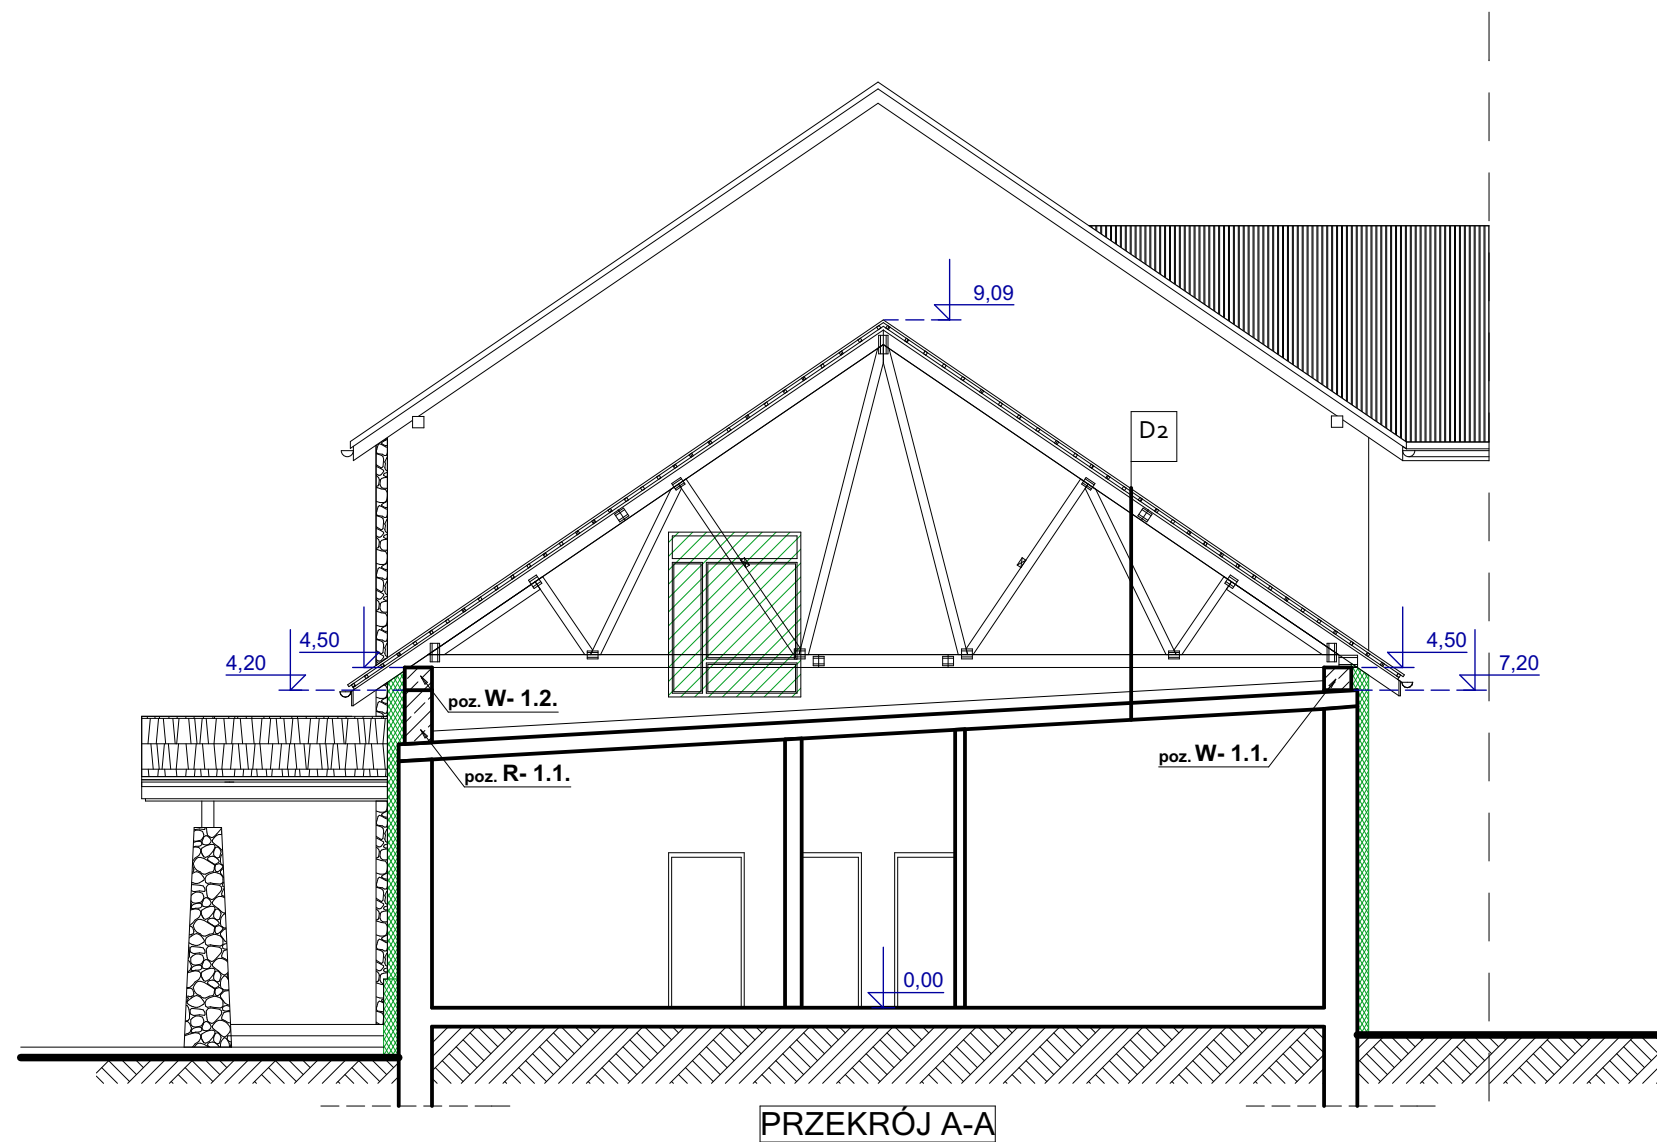 9,09
D2
4,50
4,20
4,50
7,20
poz. W- 1.2.
poz. R- 1.1.
poz. W- 1.1.
0,00
PRZEKRÓJ A-A